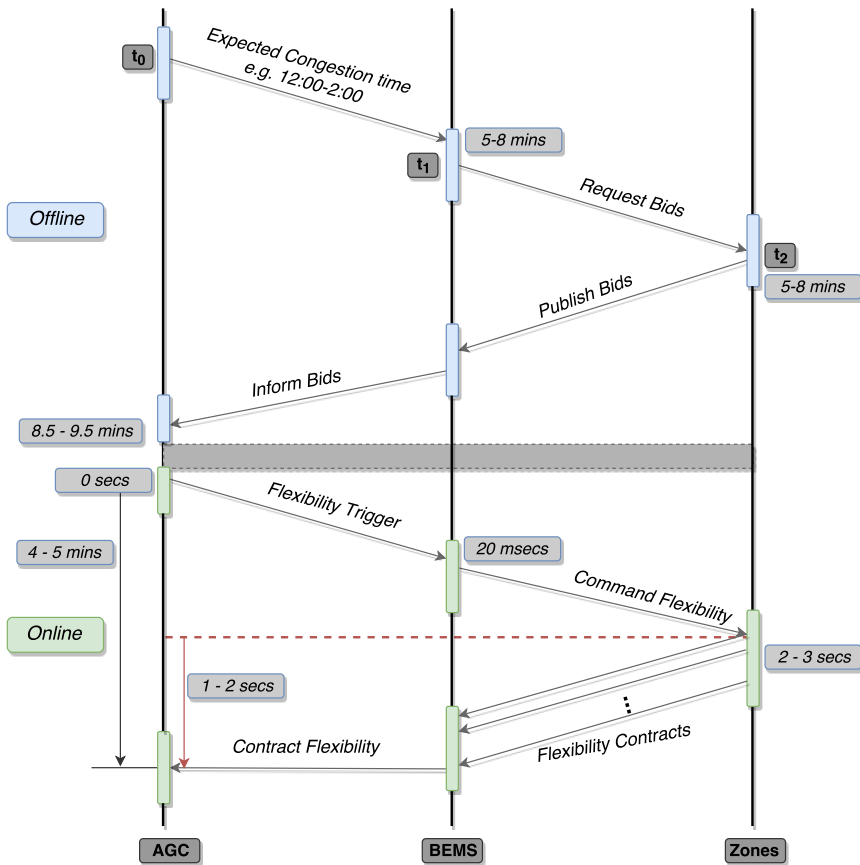 t0
Expected Congestion time
e.g. 12:00-2:00
5-8 mins
t1
Request Bids
Offline
t2
5-8 mins
Publish Bids
Inform Bids
8.5 - 9.5 mins
0 secs
Flexibility Trigger
4 - 5 mins
20 msecs
Command Flexibility
Online
2 - 3 secs
1 - 2 secs
Contract Flexibility
Flexibility Contracts
AGC
BEMS
Zones